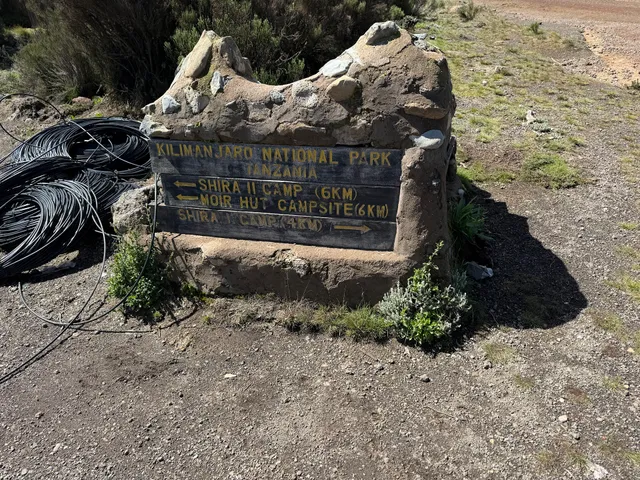 KILIMANJARO NATIONAL PARK
TANZANIA
← SHIRA II CAMP (6KM)
← MOIR HUT CAMPSITE (6KM)
SHIRA I CAMP (4KM) →